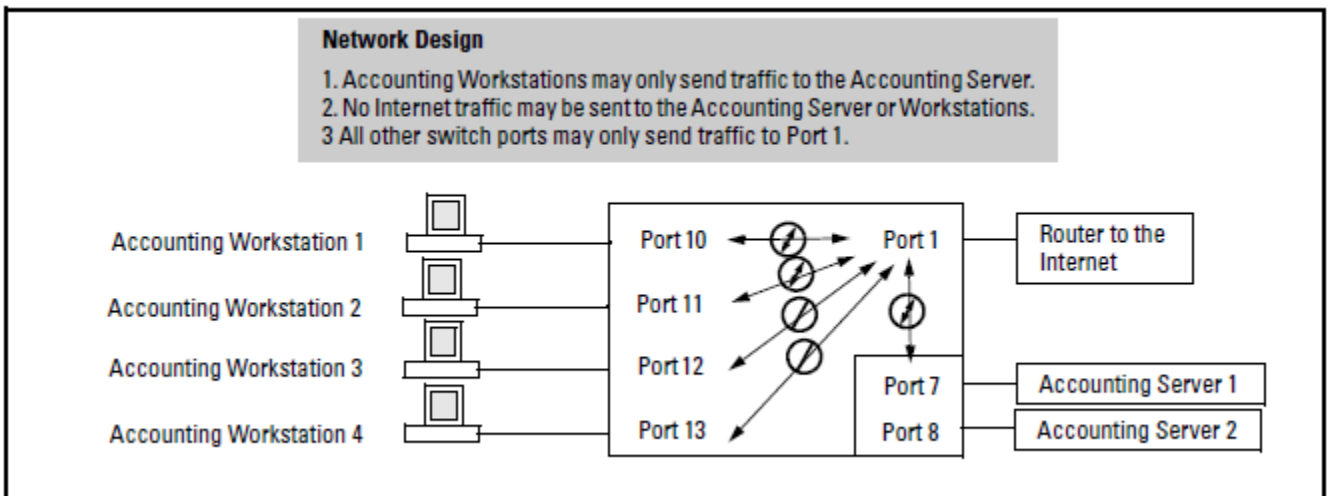 Network Design
1. Accounting Workstations may only send traffic to the Accounting Server.
2. No Internet traffic may be sent to the Accounting Server or Workstations.
3 All other switch ports may only send traffic to Port 1.
Accounting Workstation 1
Port 10
Port 1
Router to the
Internet
Accounting Workstation 2
Port 11
Accounting Workstation 3
Port 12
Port 7
Accounting Server 1
Accounting Workstation 4
Port 13
Port 8
Accounting Server 2